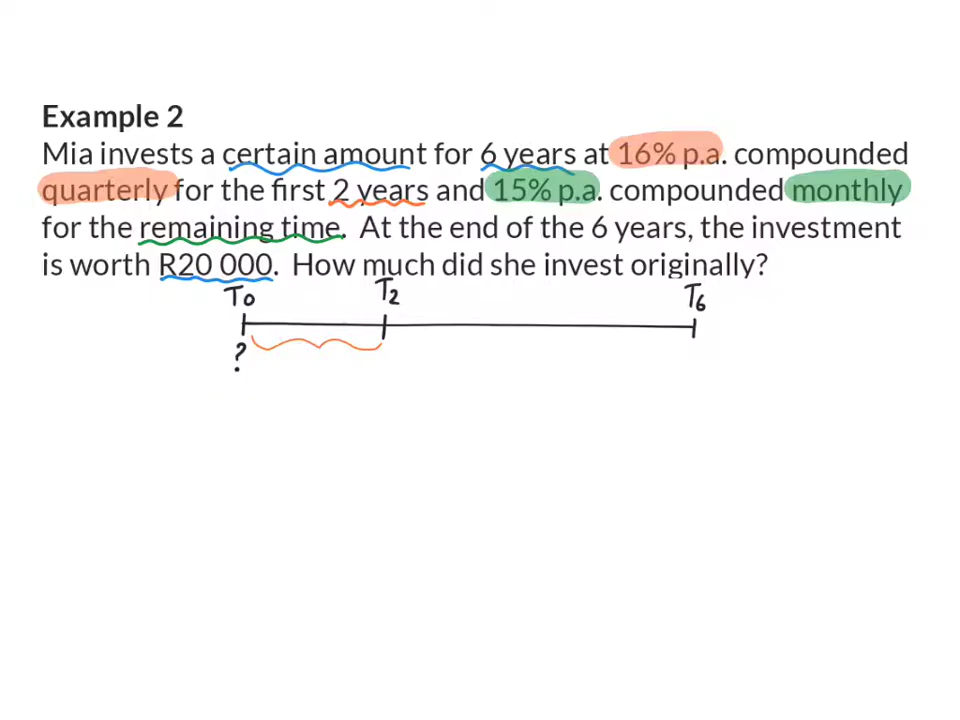 Example 2
Mia invests a certain amount for 6 years at 16% p.a. compounded
quarterly for the first 2 years and 15% p.a. compounded monthly
for the remaining time. At the end of the 6 years, the investment
is worth R20 000. How much did she invest originally?
T0 T2 T6
?